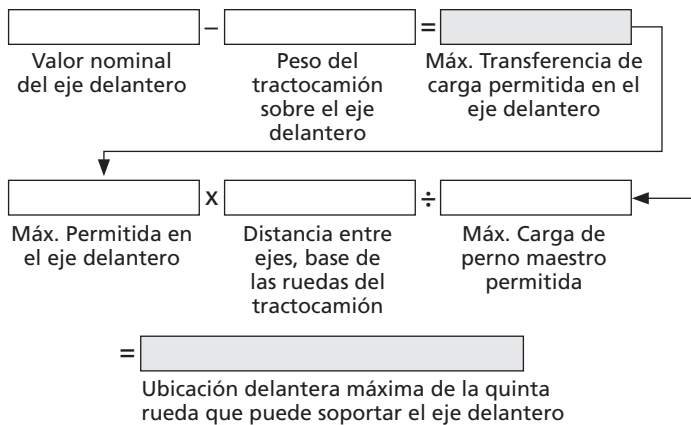 –
=
Valor nominal
del eje delantero
Peso del
tractocamión
sobre el eje
delantero
Máx. Transferencia de
carga permitida en el
eje delantero
x
÷
Máx. Permitida en
el eje delantero
Distancia entre
ejes, base de
las ruedas del
tractocamión
Máx. Carga de
perno maestro
permitida
=
Ubicación delantera máxima de la quinta
rueda que puede soportar el eje delantero